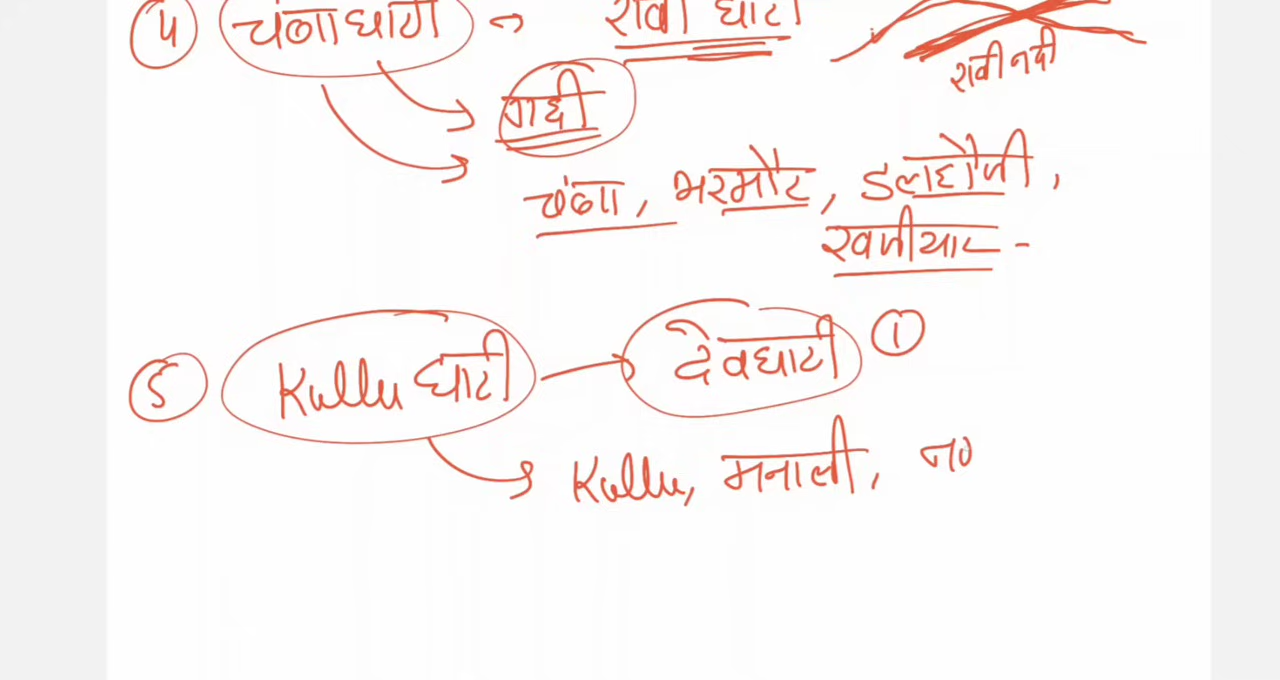 4 चंबाघाटी → रावी घाटी
रावी नदी
गद्दी
चंबा, भरमौर, डलहौजी,
खजीयार -
5 Kullu घाटी → देवघाटी 1
Kullu, मनाली,